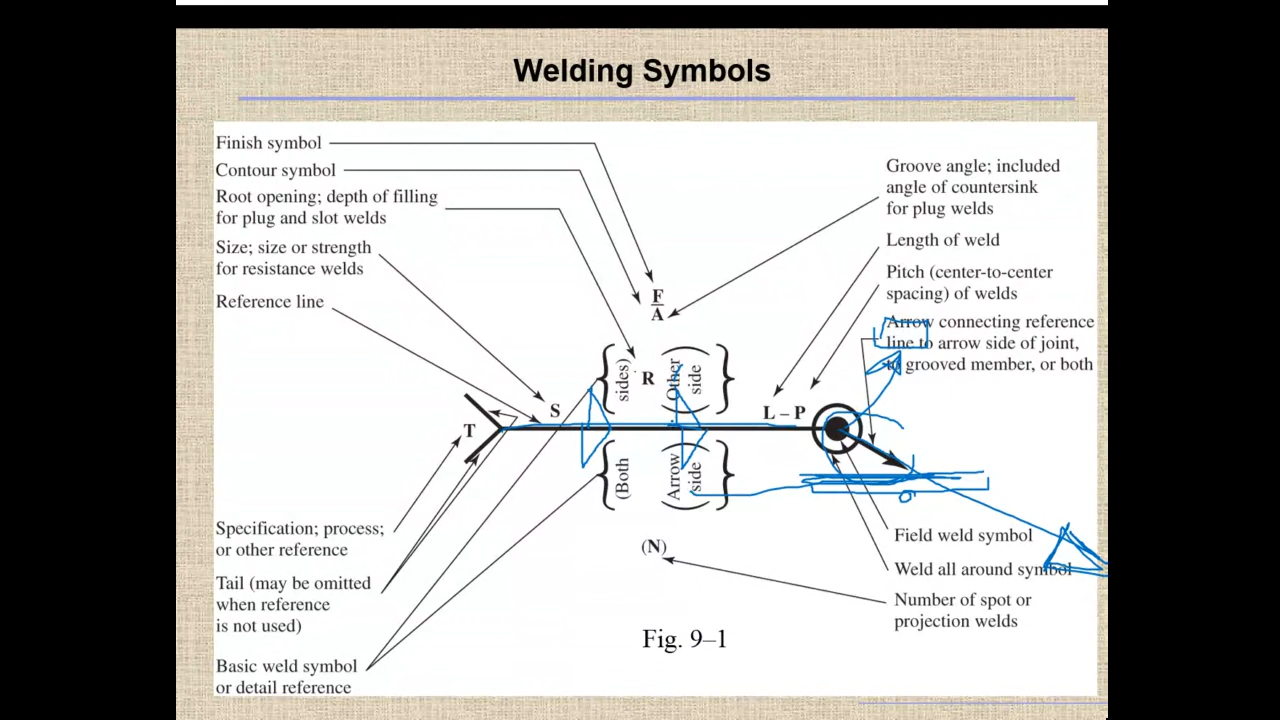 Welding Symbols
Finish symbol
Contour symbol
Root opening; depth of filling
for plug and slot welds
Size; size or strength
for resistance welds
Reference line
Groove angle; included
angle of countersink
for plug welds
Length of weld
Pitch (center-to-center
spacing) of welds
Arrow connecting reference
line to arrow side of joint,
to grooved member, or both
F
A
R
S
L – P
T
(Both
sides)
(Arrow
side
Other
side)
(N)
Specification; process;
or other reference
Tail (may be omitted
when reference
is not used)
Basic weld symbol
or detail reference
Field weld symbol
Weld all around symbol
Number of spot or
projection welds
Fig. 9–1